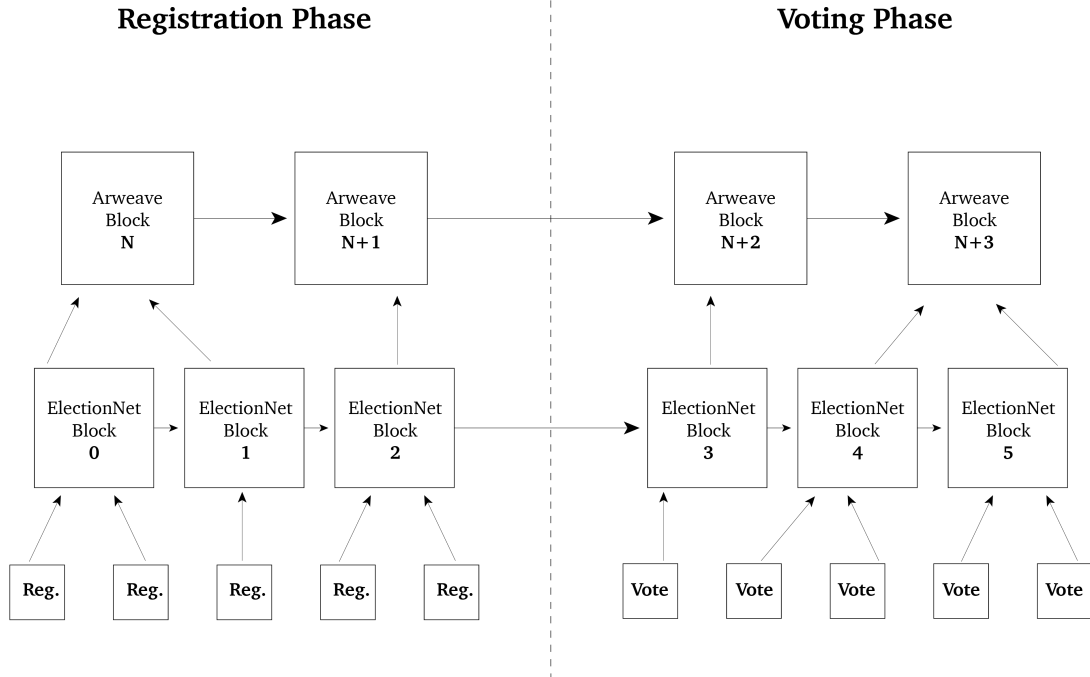 Registration Phase
Voting Phase
Arweave
Block
N
Arweave
Block
N+1
Arweave
Block
N+2
Arweave
Block
N+3
ElectionNet
Block
0
ElectionNet
Block
1
ElectionNet
Block
2
ElectionNet
Block
3
ElectionNet
Block
4
ElectionNet
Block
5
Reg.
Reg.
Reg.
Reg.
Reg.
Vote
Vote
Vote
Vote
Vote